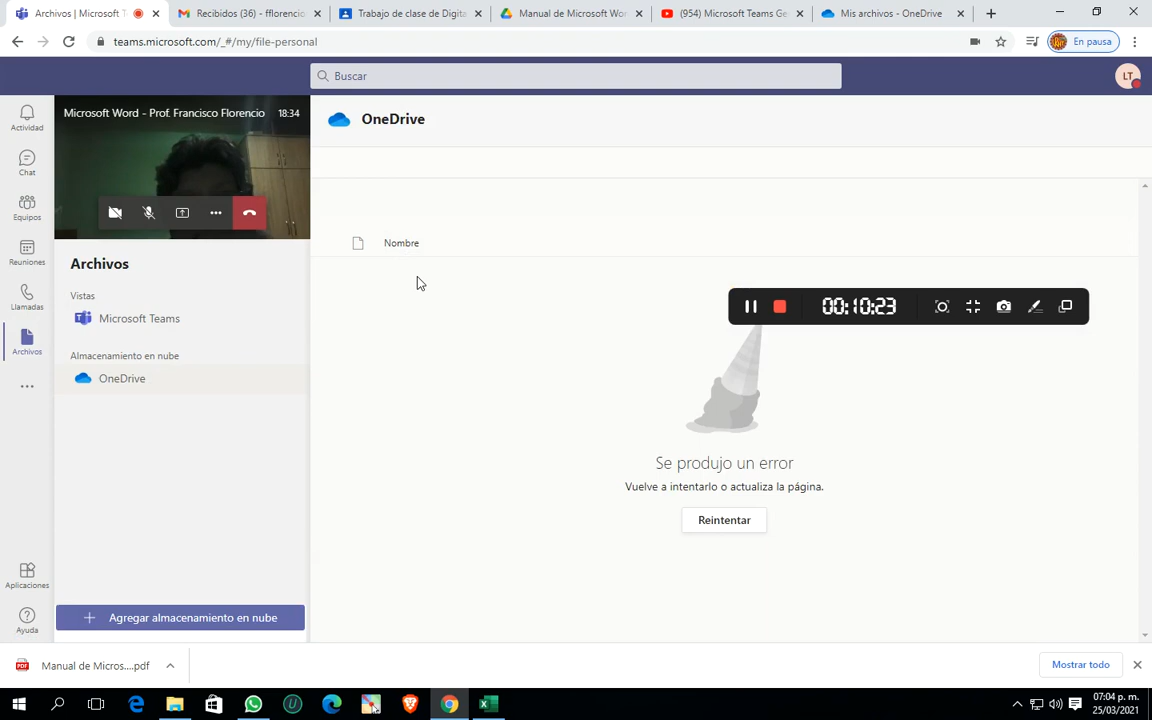 Archivos | Microsoft T
Recibidos (36) - fflorencio
Trabajo de clase de Digita
Manual de Microsoft Wor
(954) Microsoft Teams Ge
Mis archivos - OneDrive
teams.microsoft.com/_#/my/file-personal
En pausa
Buscar
LT
Actividad
Chat
Equipos
Reuniones
Llamadas
Archivos
Aplicaciones
Ayuda
Microsoft Word - Prof. Francisco Florencio 18:34
Archivos
Vistas
Microsoft Teams
Almacenamiento en nube
OneDrive
Agregar almacenamiento en nube
OneDrive
Nombre
00:10:23
Se produjo un error
Vuelve a intentarlo o actualiza la página.
Reintentar
PDF
Manual de Micros....pdf
Mostrar todo
07:04 p. m.
25/03/2021